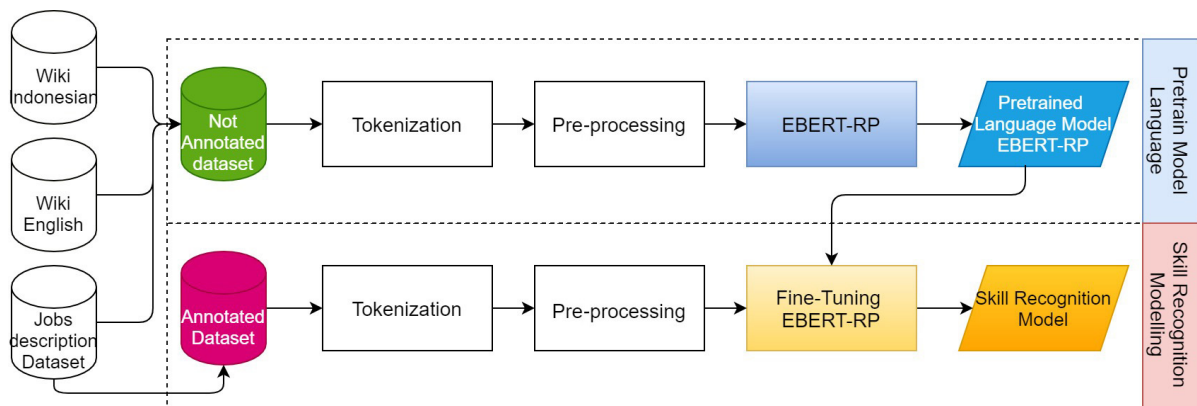 Wiki
Indonesian
Wiki
English
Jobs
description
Dataset
Not
Annotated
dataset
Tokenization
Pre-processing
EBERT-RP
Pretrained
Language Model
EBERT-RP
Pretrain Model
Language
Annotated
Dataset
Tokenization
Pre-processing
Fine-Tuning
EBERT-RP
Skill Recognition
Model
Skill Recognition
Modelling